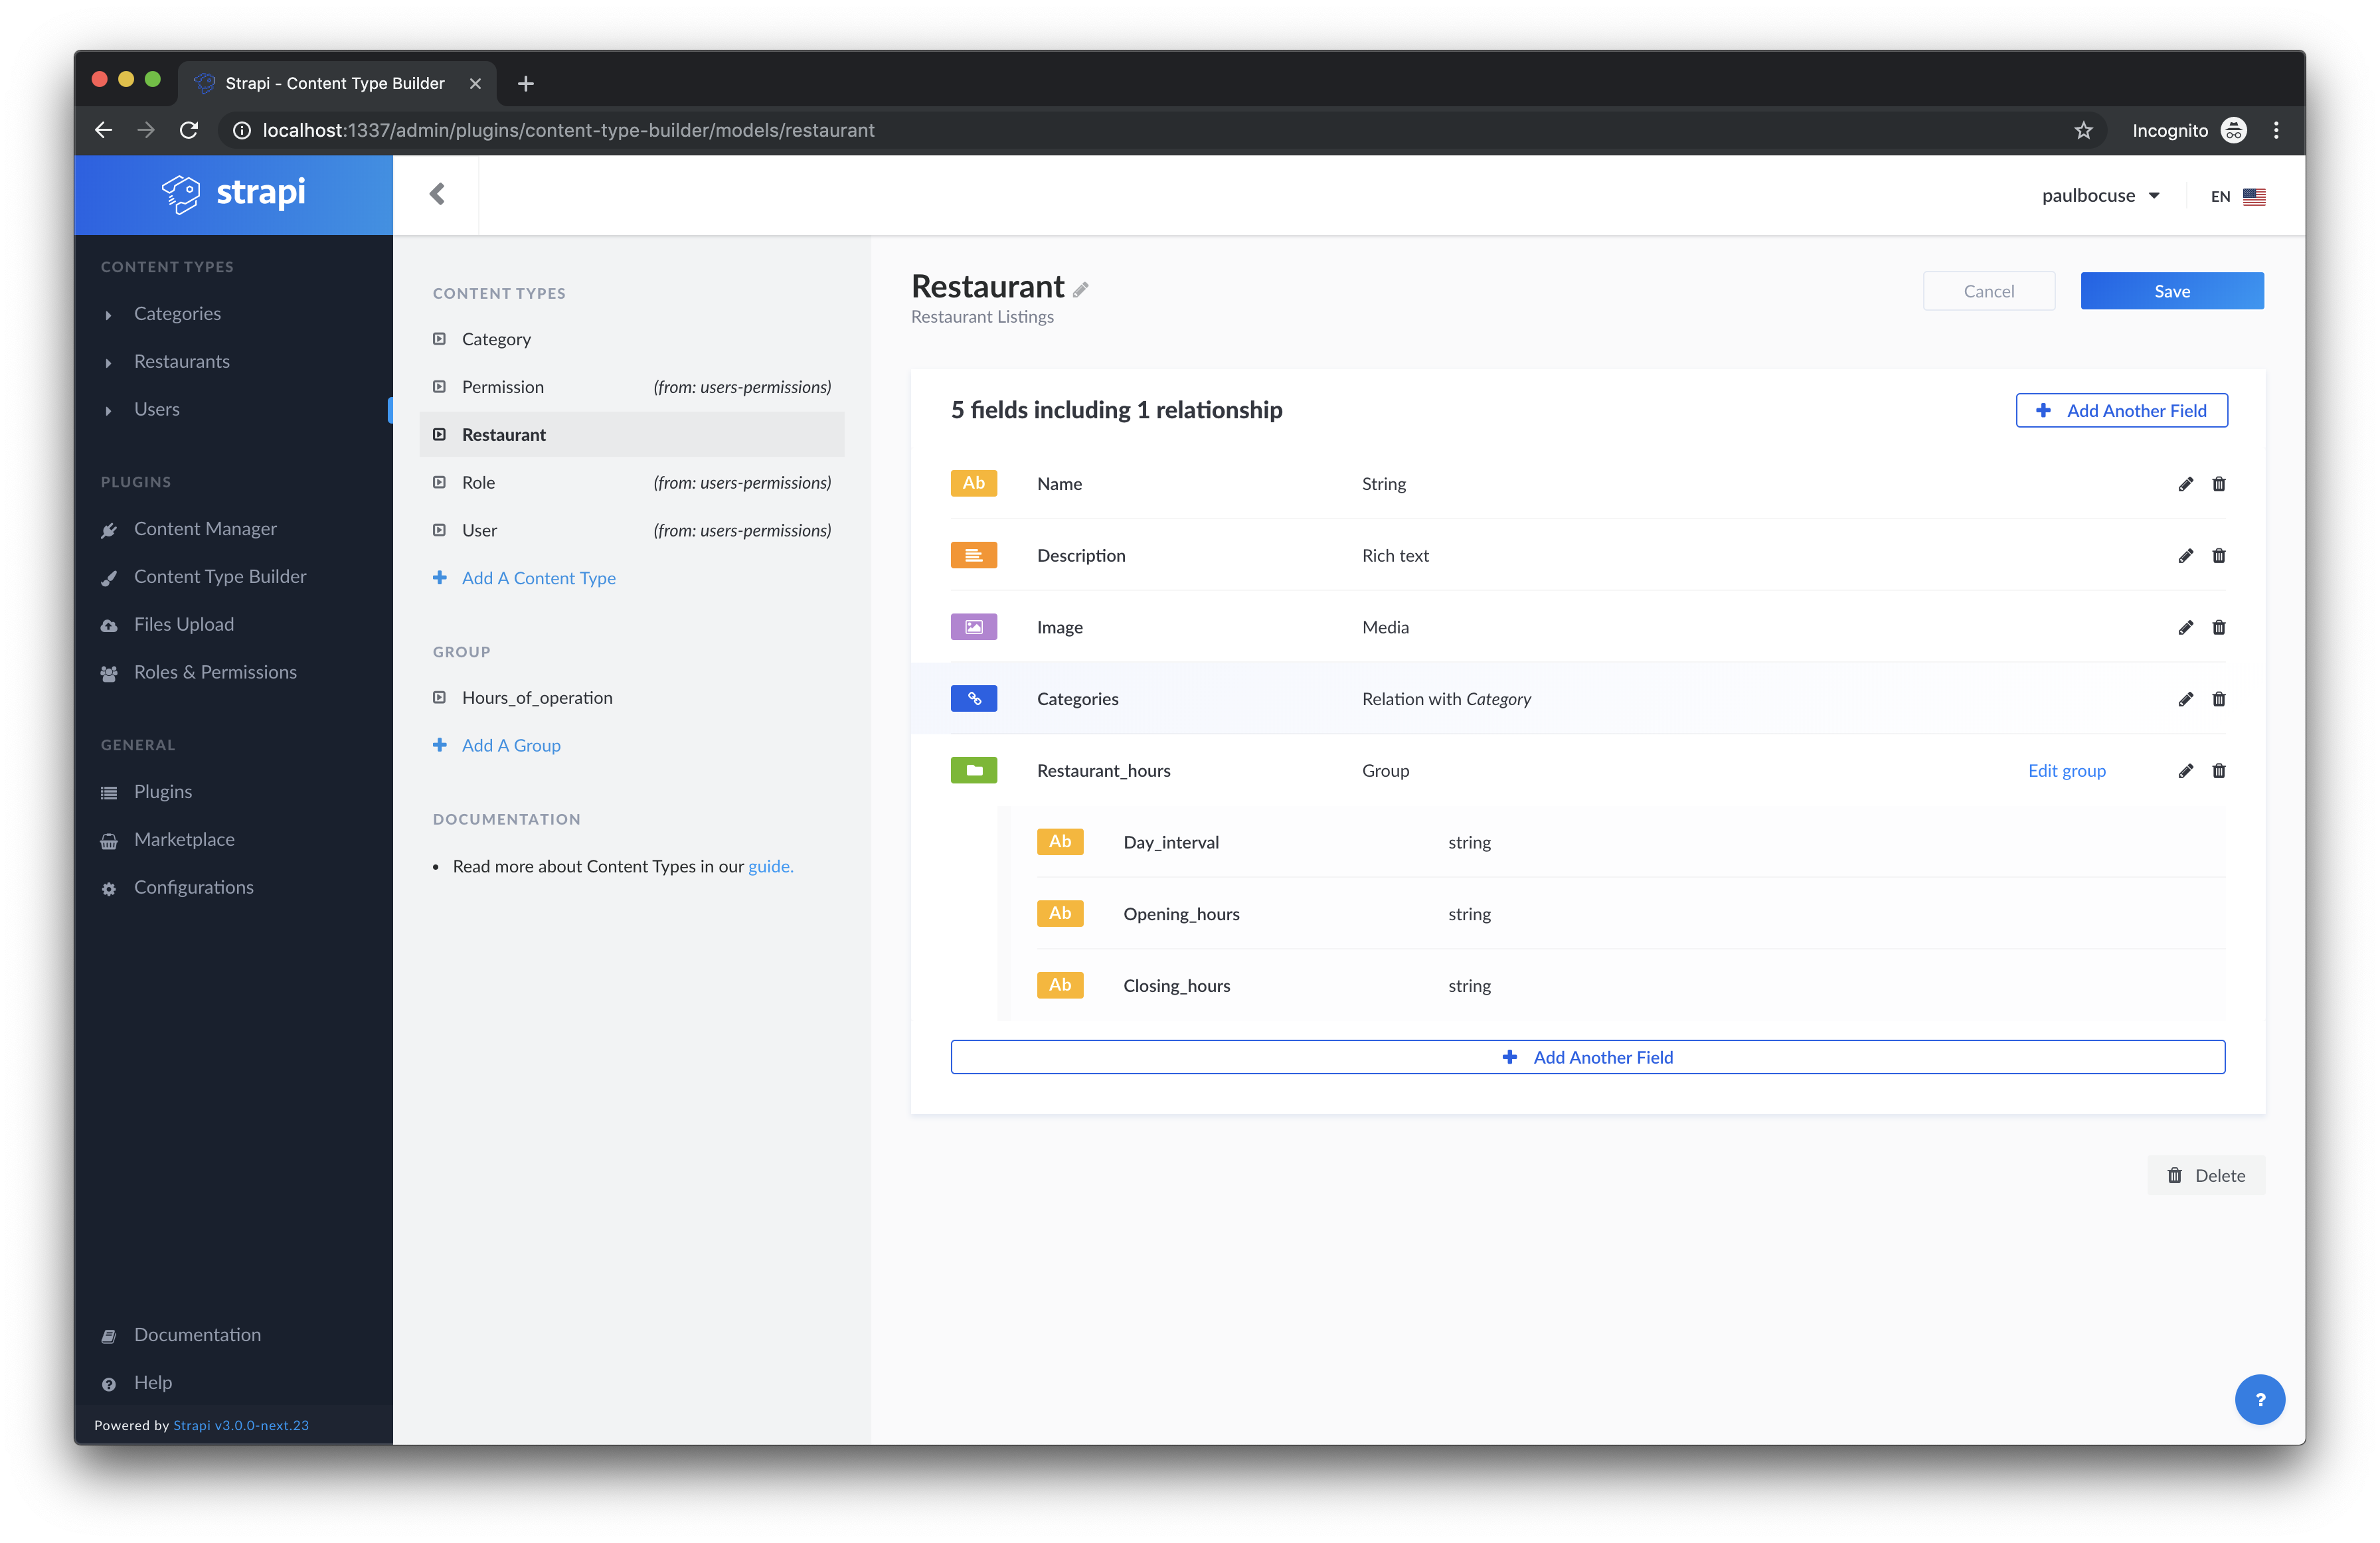 Strapi - Content Type Builder
localhost:1337/admin/plugins/content-type-builder/models/restaurant
Incognito
strapi
paulbocuse
EN
CONTENT TYPES
Categories
Restaurants
Users
PLUGINS
Content Manager
Content Type Builder
Files Upload
Roles & Permissions
GENERAL
Plugins
Marketplace
Configurations
Documentation
Help
Powered by Strapi v3.0.0-next.23
CONTENT TYPES
Category
Permission (from: users-permissions)
Restaurant
Role (from: users-permissions)
User (from: users-permissions)
Add A Content Type
GROUP
Hours_of_operation
Add A Group
DOCUMENTATION
Read more about Content Types in our guide.
Restaurant
Restaurant Listings
Cancel
Save
5 fields including 1 relationship
Add Another Field
Ab Name String
Description Rich text
Image Media
Categories Relation with Category
Restaurant_hours Group Edit group
Ab Day_interval string
Ab Opening_hours string
Ab Closing_hours string
Add Another Field
Delete
?